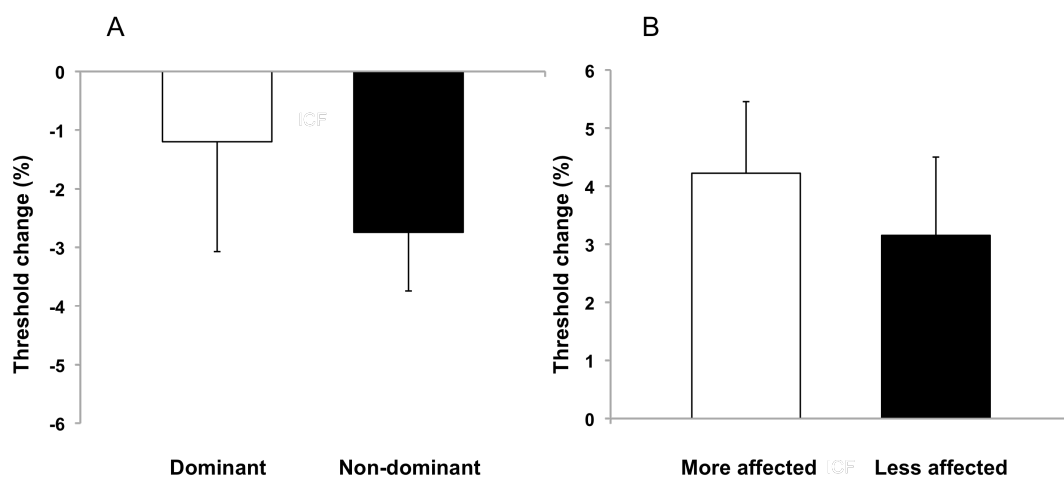 A
B
Threshold change (%)
0
-1
-2
-3
-4
-5
-6
ICF
Dominant
Non-dominant
Threshold change (%)
6
5
4
3
2
1
0
More affected
ICF
Less affected